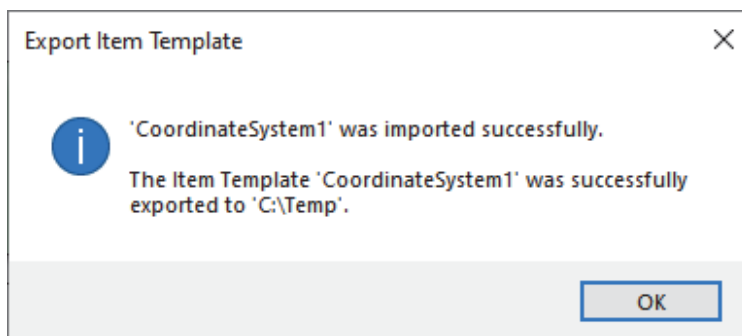 Export Item Template
'CoordinateSystem1' was imported successfully.
The Item Template 'CoordinateSystem1' was successfully
exported to 'C:\Temp'.
OK